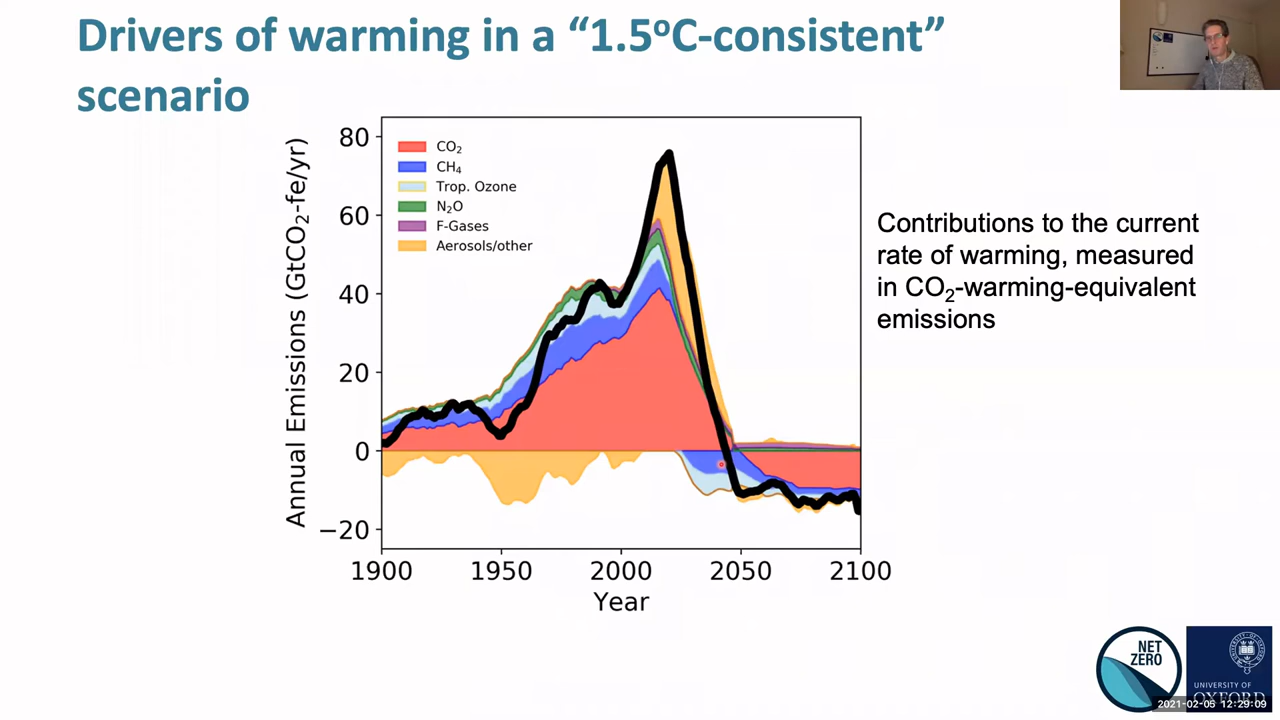 Drivers of warming in a “1.5ºC-consistent”
scenario
Annual Emissions (GtCO₂-fe/yr)
80
60
40
20
0
−20
CO₂
CH₄
Trop. Ozone
N₂O
F-Gases
Aerosols/other
1900
1950
2000
2050
2100
Year
Contributions to the current
rate of warming, measured
in CO₂-warming-equivalent
emissions
NET
ZERO
UNIVERSITY OF
OXFORD
2021-02-05 12:29:09